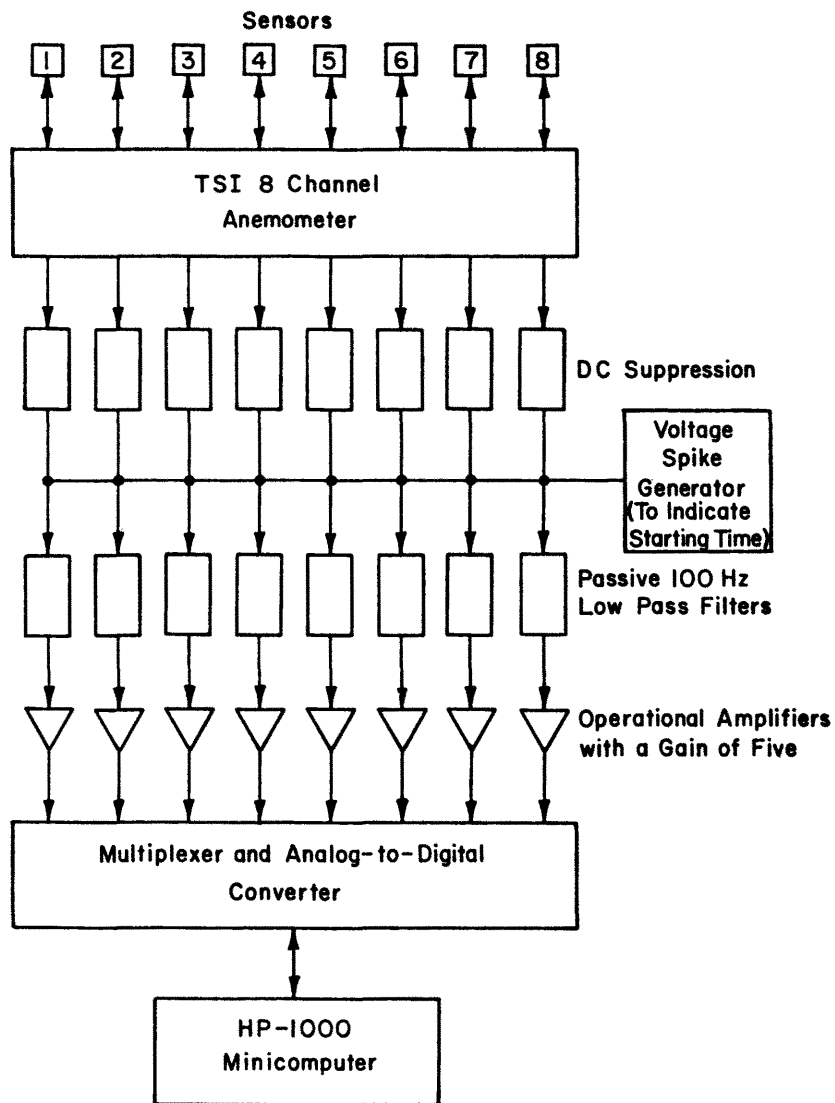 Sensors
1 2 3 4 5 6 7 8
TSI 8 Channel
Anemometer
DC Suppression
Voltage
Spike
Generator
(To Indicate
Starting Time)
Passive 100 Hz
Low Pass Filters
Operational Amplifiers
with a Gain of Five
Multiplexer and Analog-to-Digital
Converter
HP-1000
Minicomputer